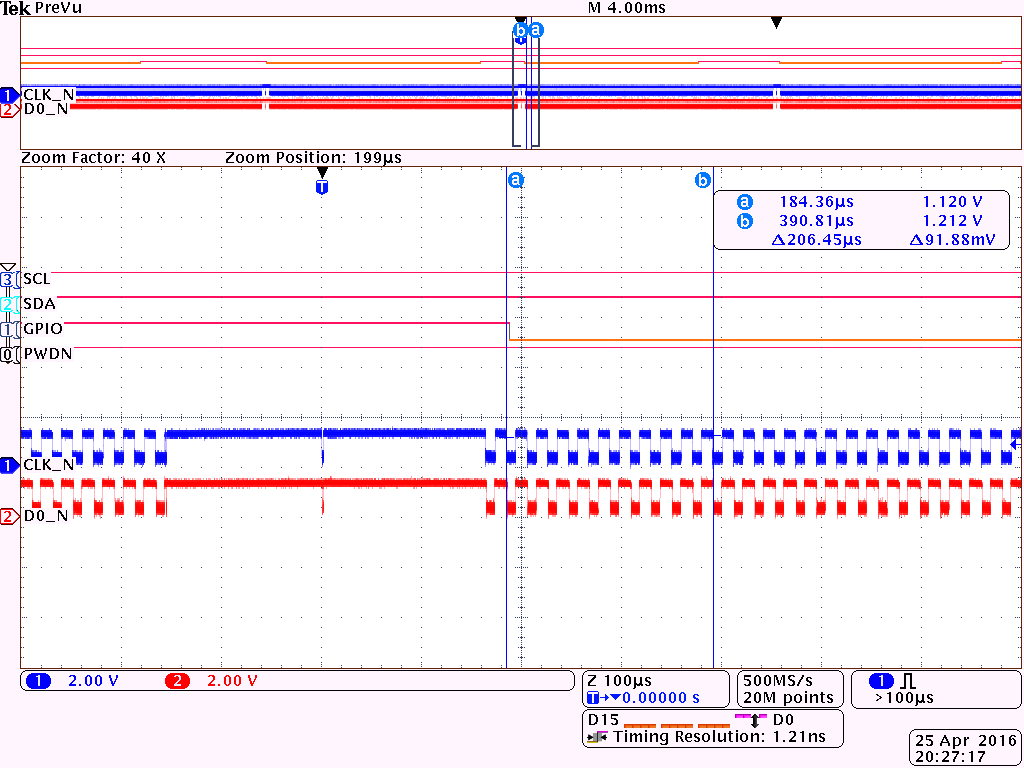 Tek PreVu M 4.00ms
b a
T
1 CLK_N
2 D0_N
Zoom Factor: 40 X Zoom Position: 199µs
T a b
a 184.36µs 1.120 V
b 390.81µs 1.212 V
Δ206.45µs Δ91.88mV
3 SCL
2 SDA
1 GPIO
0 PWDN
1 CLK_N
2 D0_N
1 2.00 V 2 2.00 V
Z 100µs
T→▼0.00000 s
500MS/s
20M points
1
>100µs
D15 D0
Timing Resolution: 1.21ns
25 Apr 2016
20:27:17